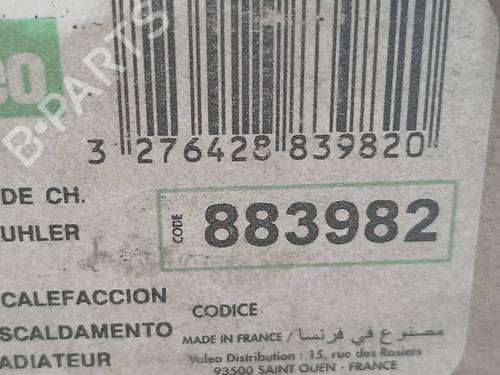 eo
B-PARTS
3 276428 839820
DE CH.
UHLER
CODE
883982
CALEFACCION
SCALDAMENTO
ADIATEUR
CODICE
MADE IN FRANCE / مصنوع في فرنسا
Valeo Distribution : 15, rue des Rosiers
93500 SAINT OUEN - FRANCE